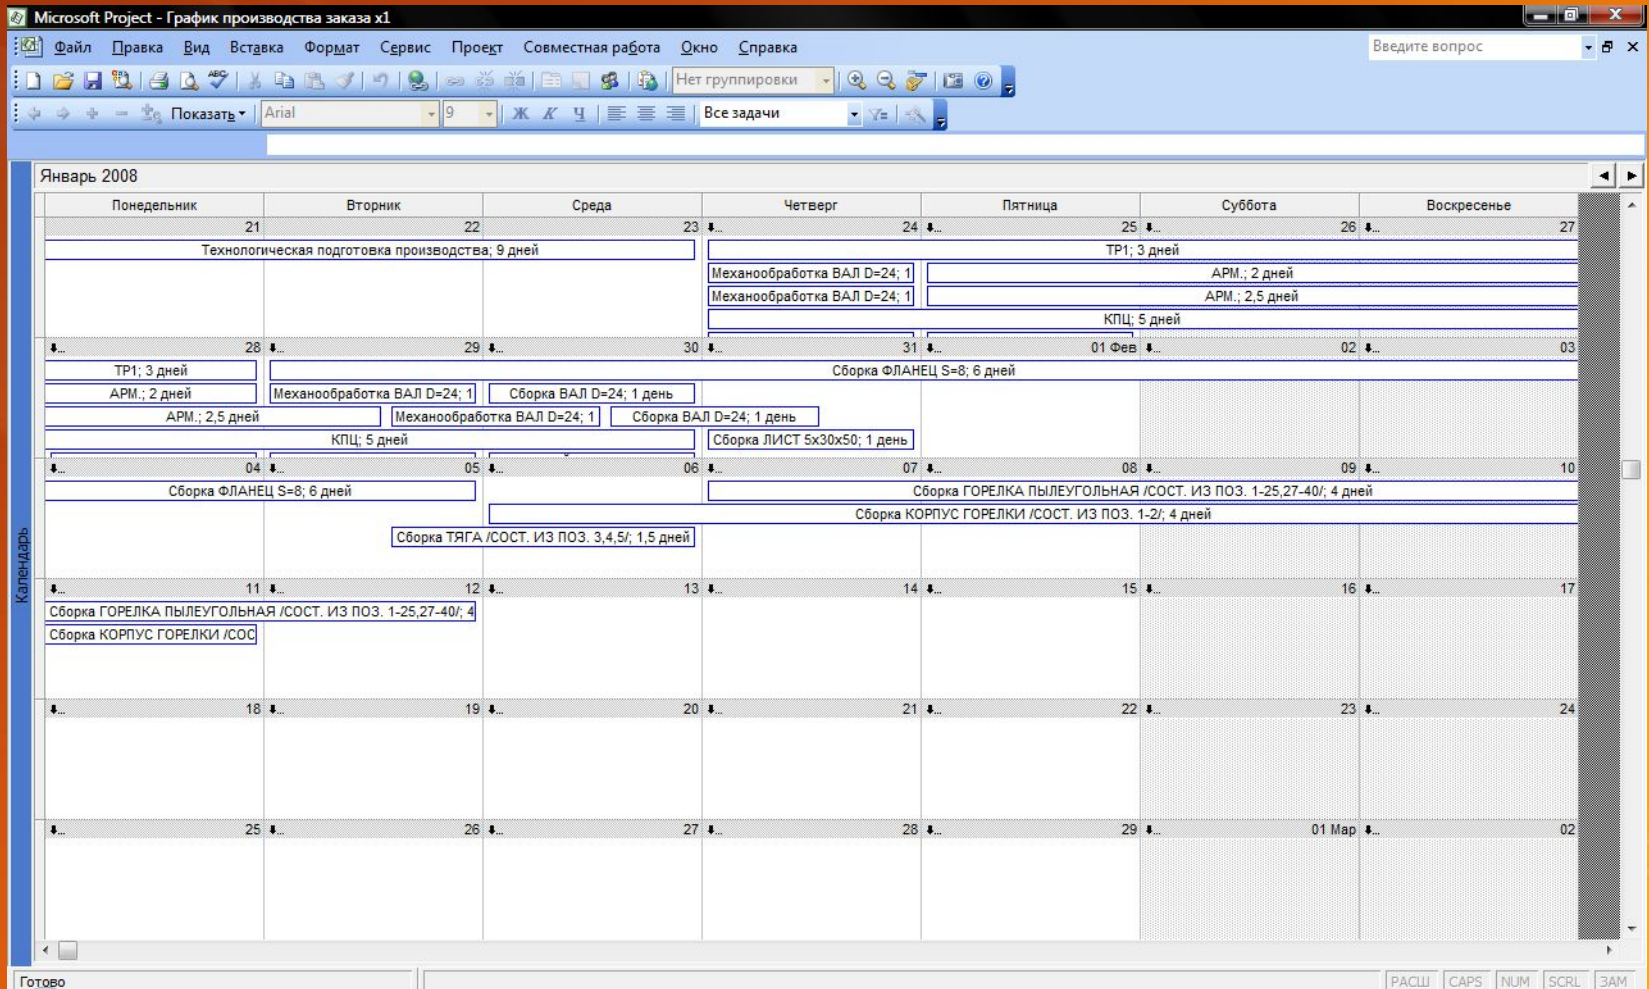 Microsoft Project - График производства заказа x1
Файл Правка Вид Вставка Формат Сервис Проект Совместная работа Окно Справка Введите вопрос
ABC Нет группировки
Показать Arial 9 Ж К Ч Все задачи
Январь 2008
Понедельник Вторник Среда Четверг Пятница Суббота Воскресенье
21 22 23 24 25 26 27
Технологическая подготовка производства; 9 дней ТР1; 3 дней
Механообработка ВАЛ D=24; 1 АРМ.; 2 дней
Механообработка ВАЛ D=24; 1 АРМ.; 2,5 дней
КПЦ; 5 дней
28 29 30 31 01 Фев 02 03
ТР1; 3 дней Сборка ФЛАНЕЦ S=8; 6 дней
АРМ.; 2 дней Механообработка ВАЛ D=24; 1 Сборка ВАЛ D=24; 1 день
АРМ.; 2,5 дней Механообработка ВАЛ D=24; 1 Сборка ВАЛ D=24; 1 день
КПЦ; 5 дней Сборка ЛИСТ 5x30x50; 1 день
04 05 06 07 08 09 10
Сборка ФЛАНЕЦ S=8; 6 дней Сборка ГОРЕЛКА ПЫЛЕУГОЛЬНАЯ /СОСТ. ИЗ ПОЗ. 1-25,27-40/; 4 дней
Сборка КОРПУС ГОРЕЛКИ /СОСТ. ИЗ ПОЗ. 1-2/; 4 дней
Сборка ТЯГА /СОСТ. ИЗ ПОЗ. 3,4,5/; 1,5 дней
Календарь
11 12 13 14 15 16 17
Сборка ГОРЕЛКА ПЫЛЕУГОЛЬНАЯ /СОСТ. ИЗ ПОЗ. 1-25,27-40/; 4
Сборка КОРПУС ГОРЕЛКИ /СОС
18 19 20 21 22 23 24
25 26 27 28 29 01 Мар 02
Готово РАСШ CAPS NUM SCRL ЗАМ